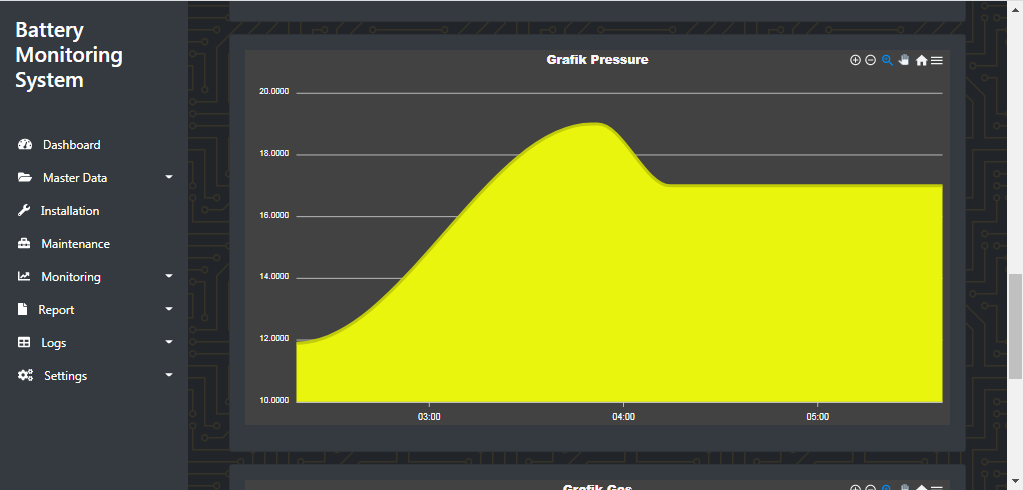 Battery
Monitoring
System
Dashboard
Master Data
Installation
Maintenance
Monitoring
Report
Logs
Settings
Grafik Pressure
20.0000
18.0000
16.0000
14.0000
12.0000
10.0000
03:00
04:00
05:00
Grafik Gas